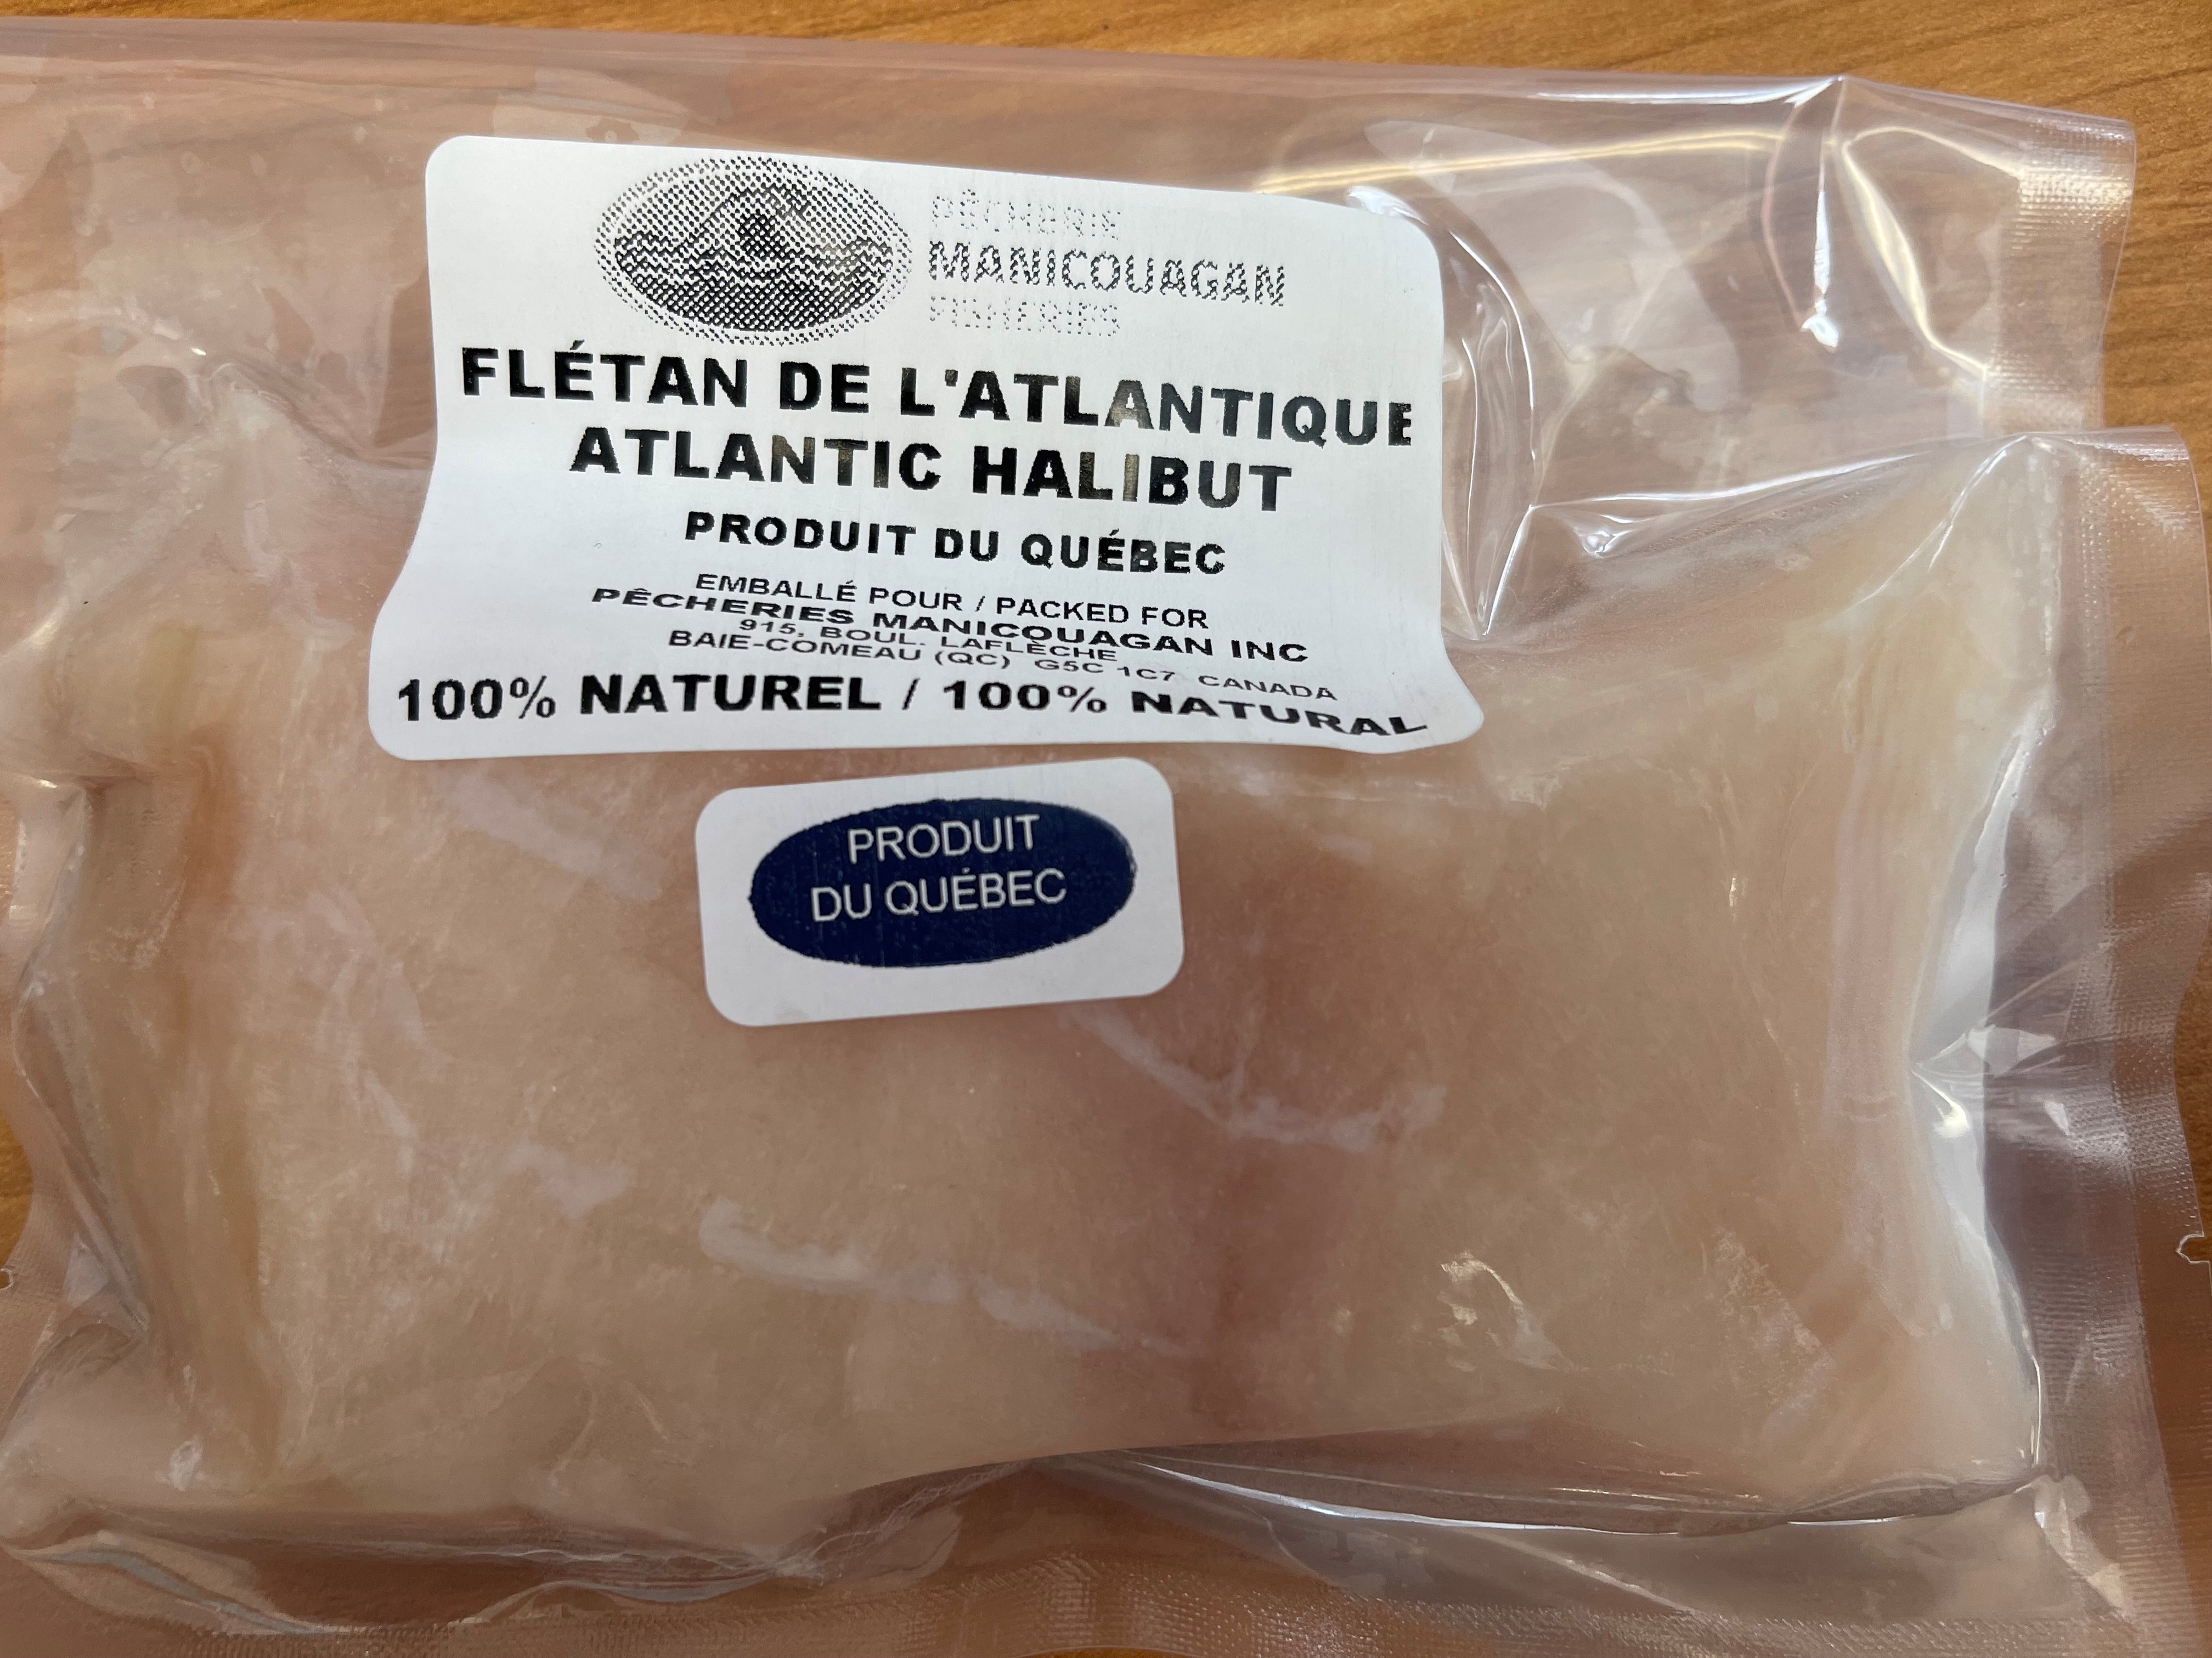 PÊCHERIE
MANICOUAGAN
FISHERIES
FLÉTAN DE L'ATLANTIQUE
ATLANTIC HALIBUT
PRODUIT DU QUÉBEC
EMBALLÉ POUR / PACKED FOR
PÊCHERIES MANICOUAGAN INC
915, BOUL. LAFLÈCHE
BAIE-COMEAU (QC) G5C 1C7 CANADA
100% NATUREL / 100% NATURAL
PRODUIT
DU QUÉBEC